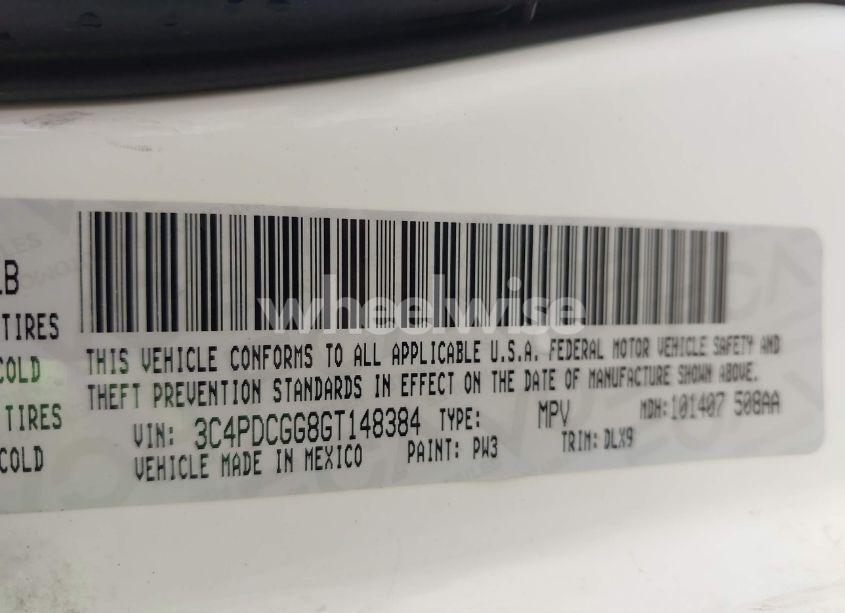 LB
TIRES
COLD
TIRES
COLD
THIS VEHICLE CONFORMS TO ALL APPLICABLE U.S.A. FEDERAL MOTOR VEHICLE SAFETY AND
THEFT PREVENTION STANDARDS IN EFFECT ON THE DATE OF MANUFACTURE SHOWN ABOVE.
VIN: 3C4PDCGG8GT148384 TYPE: MPV MDH:101407 508AA
VEHICLE MADE IN MEXICO PAINT: PW3 TRIM: DLX9
wheelwise